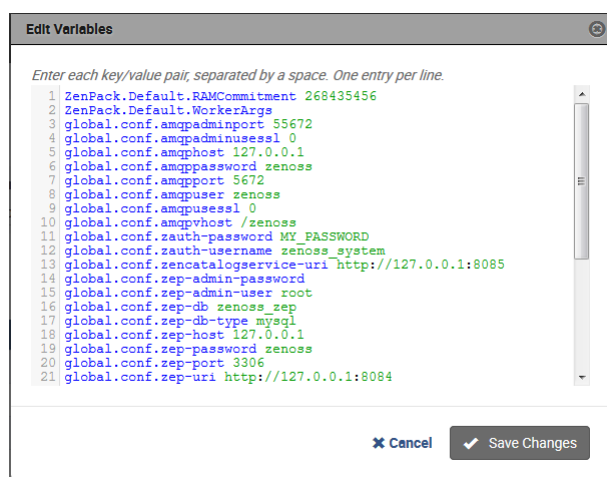 Edit Variables
Enter each key/value pair, separated by a space. One entry per line.
1 ZenPack.Default.RAMCommitment 268435456
2 ZenPack.Default.WorkerArgs
3 global.conf.amqpadminport 55672
4 global.conf.amqpadminusessl 0
5 global.conf.amqphost 127.0.0.1
6 global.conf.amqppassword zenoss
7 global.conf.amqpport 5672
8 global.conf.amqpuser zenoss
9 global.conf.amqpusessl 0
10 global.conf.amqpvhost /zenoss
11 global.conf.zauth-password MY_PASSWORD
12 global.conf.zauth-username zenoss_system
13 global.conf.zencatalogservice-uri http://127.0.0.1:8085
14 global.conf.zep-admin-password
15 global.conf.zep-admin-user root
16 global.conf.zep-db zenoss_zep
17 global.conf.zep-db-type mysql
18 global.conf.zep-host 127.0.0.1
19 global.conf.zep-password zenoss
20 global.conf.zep-port 3306
21 global.conf.zep-uri http://127.0.0.1:8084
Cancel Save Changes